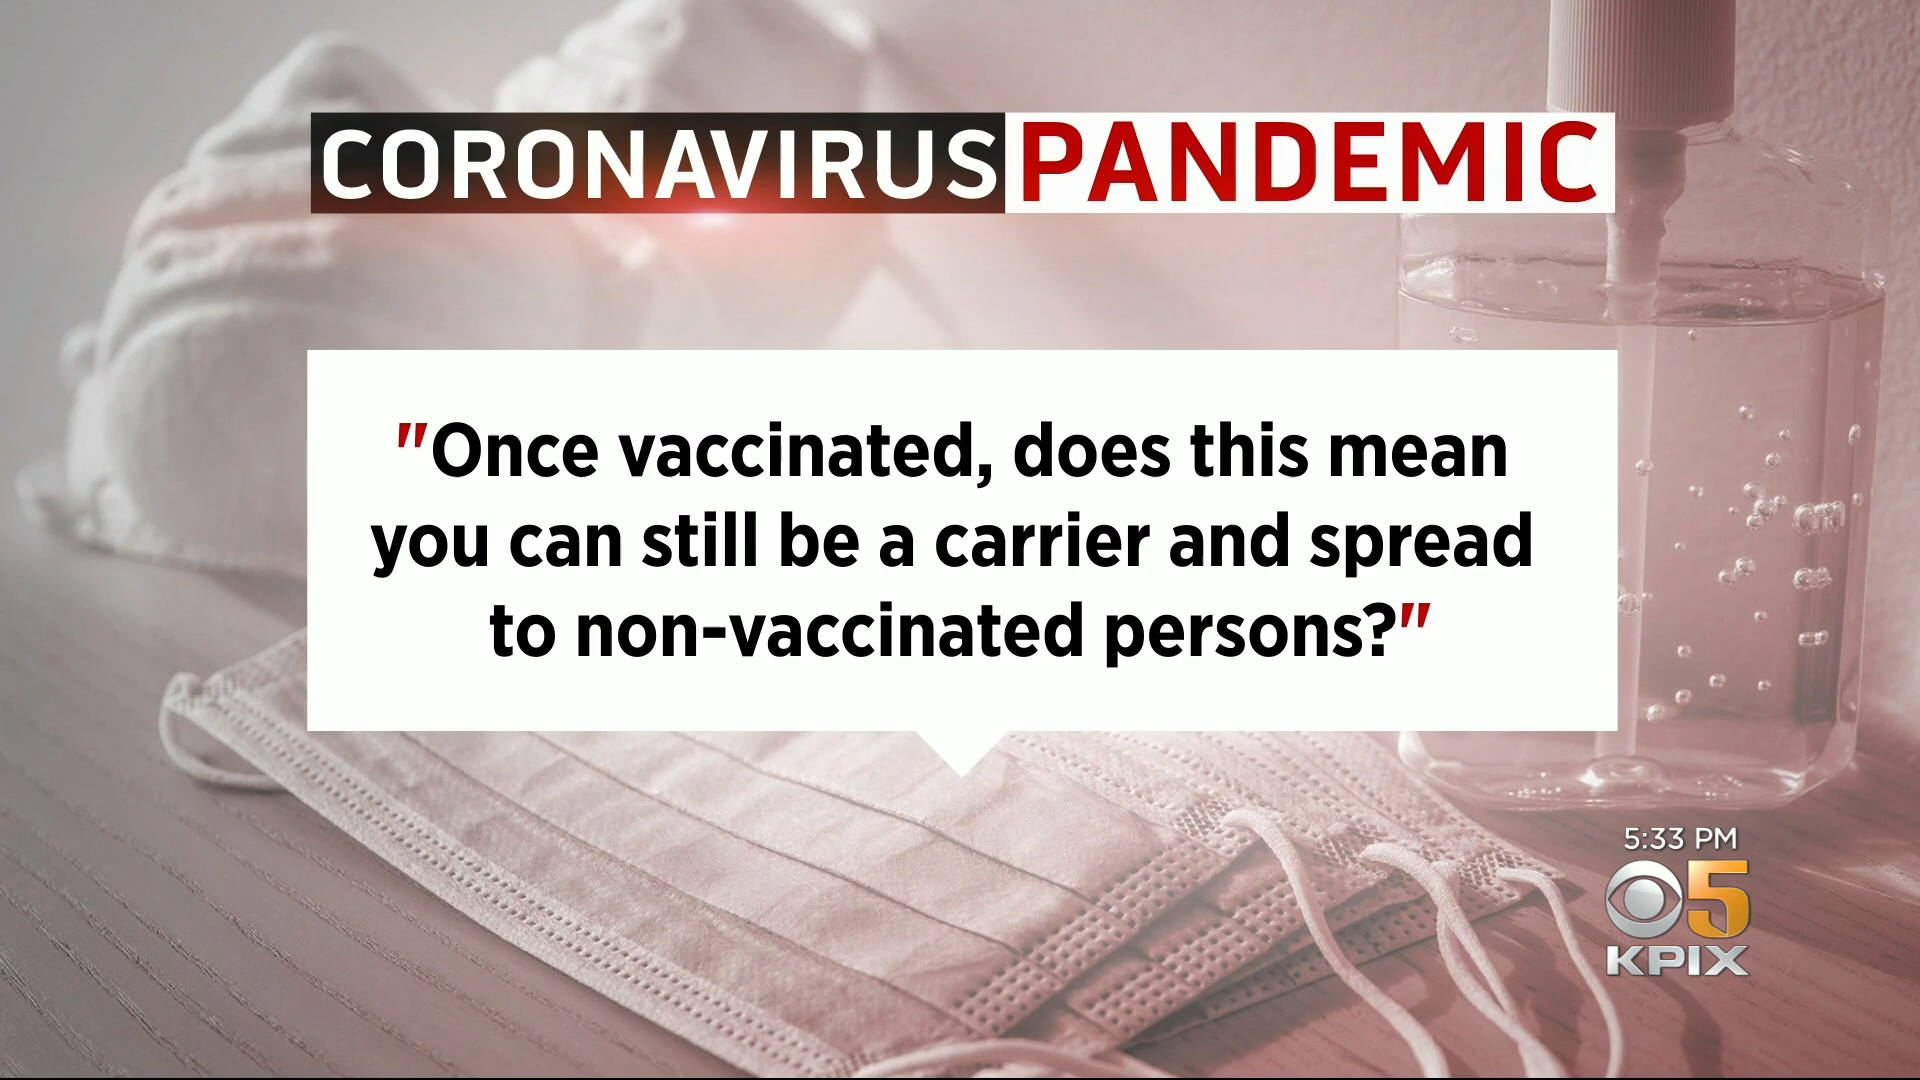 CORONAVIRUS PANDEMIC
"Once vaccinated, does this mean
you can still be a carrier and spread
to non-vaccinated persons?"
5:33 PM
5
KPIX